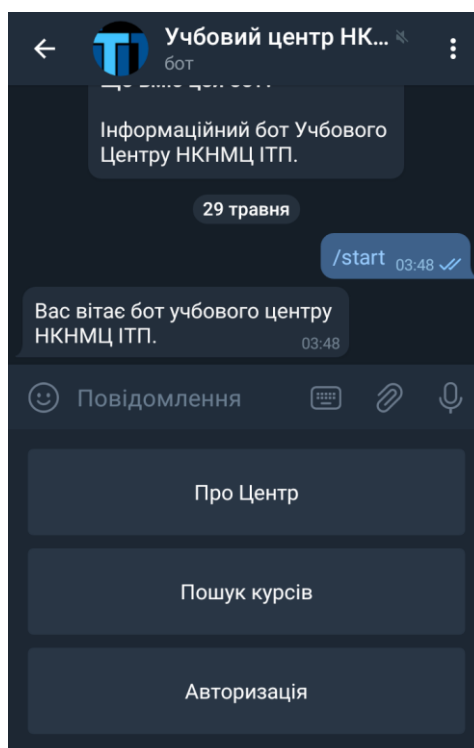 Учбовий центр НК...
бот
Інформаційний бот Учбового
Центру НКНМЦ ІТП.
29 травня
/start 03:48
Вас вітає бот учбового центру
НКНМЦ ІТП. 03:48
Повідомлення
Про Центр
Пошук курсів
Авторизація